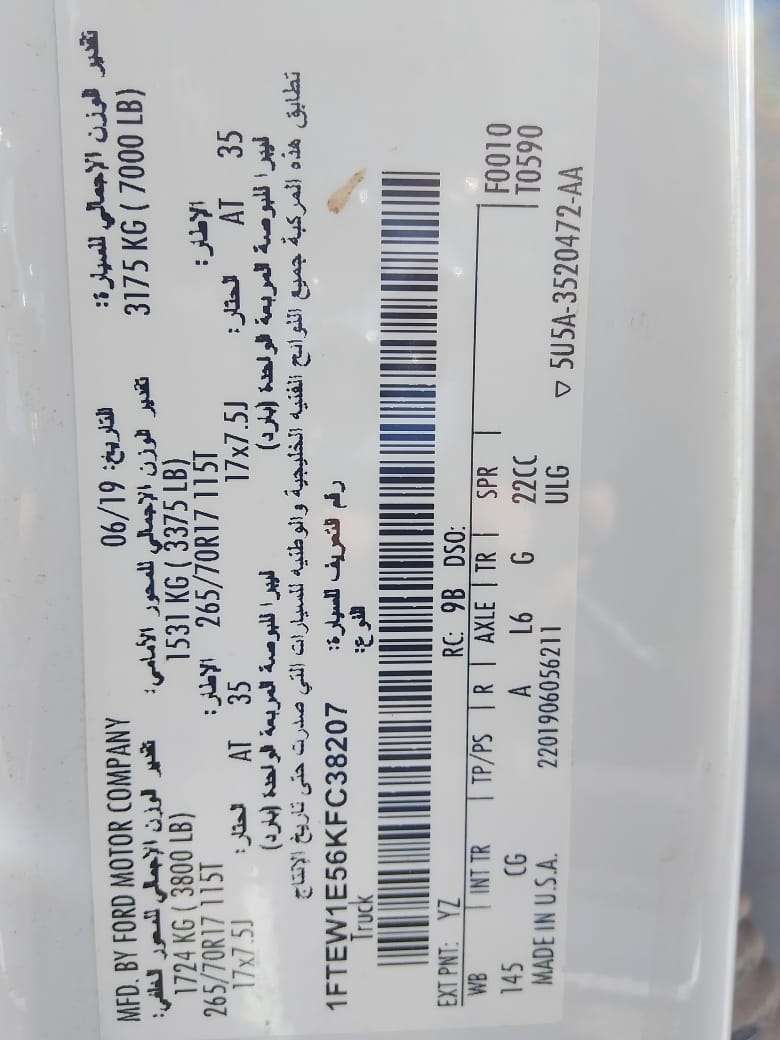 MFD. BY FORD MOTOR COMPANY التاريخ: 06/19 تقدير الوزن الإجمالي للسيارة:
تقدير الوزن الإجمالي للمحور الخلفي: تقدير الوزن الإجمالي للمحور الأمامي: 3175 KG ( 7000 LB)
1724 KG ( 3800 LB) 1531 KG ( 3375 LB)
265/70R17 115T الإطار: 265/70R17 115T الإطار:
17x7.5J الحتار: AT 35 17x7.5J الحتار: AT 35
ليبرا للبوصة المربعة الواحدة (بارد) ليبرا للبوصة المربعة الواحدة (بارد)
تطابق هذه المركبة جميع اللوائح الفنية الخليجية والوطنية للسيارات التي صدرت حتى تاريخ الإنتاج
1FTEW1E56KFC38207 رقم التعريف للسيارة:
Truck النوع:
EXT PNT: YZ RC: 9B DSO:
WB INT TR TP/PS R AXLE TR SPR F0010
145 CG A L6 G 22CC T0590
MADE IN U.S.A. 2201906056211 ULG ▽ 5U5A-3520472-AA